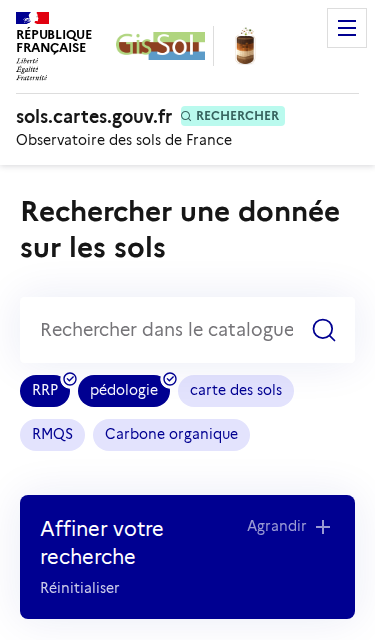 RÉPUBLIQUE
FRANÇAISE
Liberté
Égalité
Fraternité
GisSol
sols.cartes.gouv.fr RECHERCHER
Observatoire des sols de France
Rechercher une donnée
sur les sols
Rechercher dans le catalogue
RRP pédologie carte des sols
RMQS Carbone organique
Affiner votre Agrandir
recherche
Réinitialiser